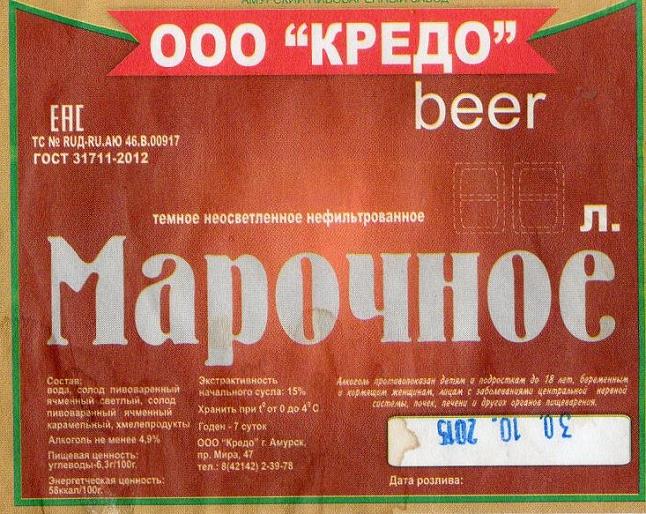 АМУРСКИЙ ПИВОВАРЕННЫЙ ЗАВОД
ООО “КРЕДО”
beer
ЕАС
ТС № RUД-RU.АЮ 46.В.00917
ГОСТ 31711-2012
темное неосветленное нефильтрованное
л.
Марочное
Состав:
вода, солод пивоваренный
ячменный светлый, солод
пивоваренный ячменный
карамельный, хмелепродукты
Алкоголь не менее 4,9%
Пищевая ценность:
углеводы-6,3г/100г.
Энергетическая ценность:
58ккал/100г.
Экстрактивность
начального сусла: 15%
Хранить при t° от 0 до 4° С
Годен - 7 суток
ООО "Кредо" г. Амурск,
пр. Мира, 47
тел.: 8(42142) 2-39-78
Алкоголь противопоказан детям и подросткам до 18 лет, беременным
и кормящим женщинам, лицам с заболеваниями центральной нервной
системы, почек, печени и других органов пищеварения.
30. 10. 2015
Дата розлива: